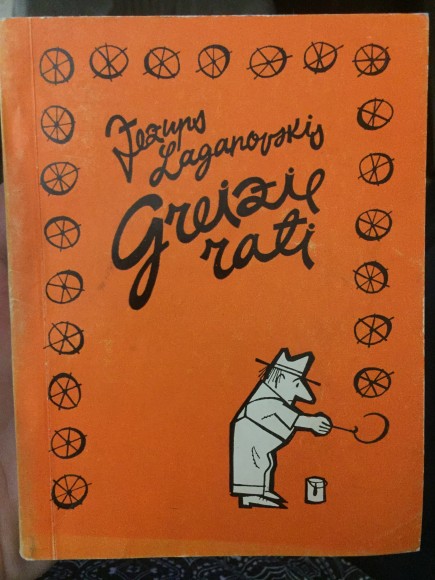 Jezups
Laganovskis
Greizie
rati